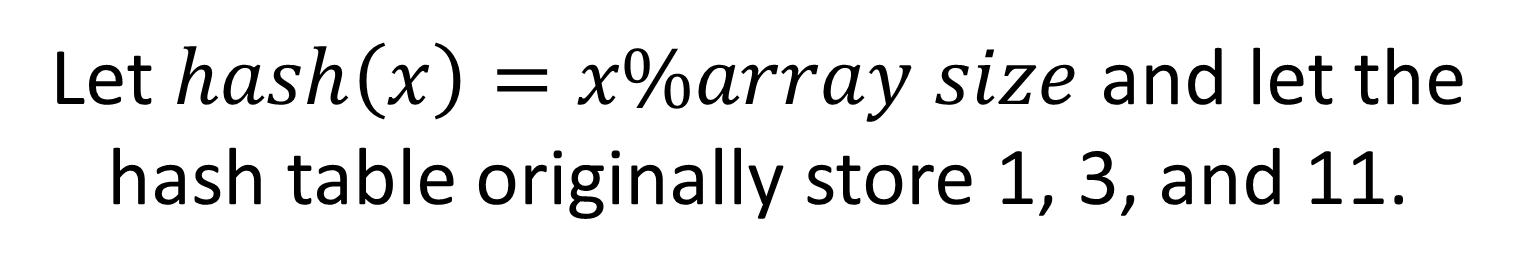 Let hash(x) = x%array size and let the
hash table originally store 1, 3, and 11.